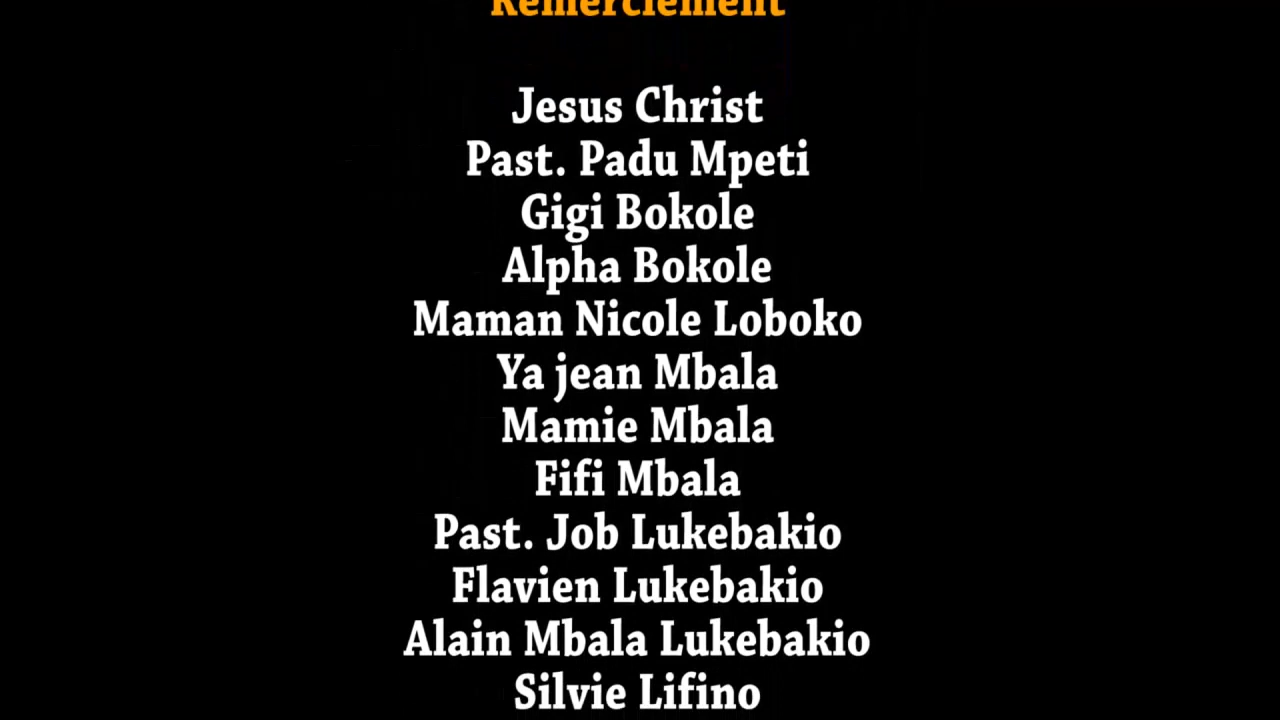 Remerciement
Jesus Christ
Past. Padu Mpeti
Gigi Bokole
Alpha Bokole
Maman Nicole Loboko
Ya jean Mbala
Mamie Mbala
Fifi Mbala
Past. Job Lukebakio
Flavien Lukebakio
Alain Mbala Lukebakio
Silvie Lifino